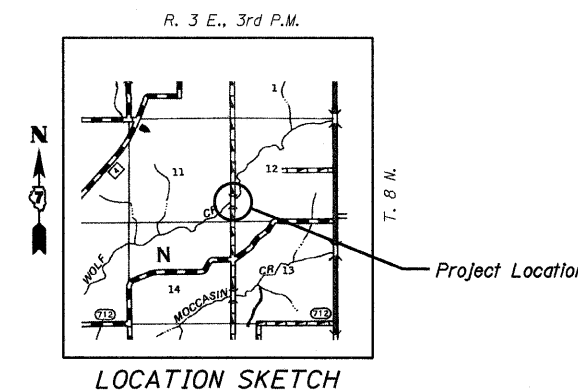 R. 3 E., 3rd P.M.
1
N
4
11
12
T. 8 N.
7
CR
WOLF
N
Project Location
CR 13
14
MOCCASIN
712
712
LOCATION SKETCH